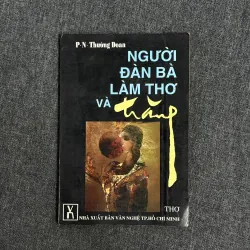 P·N·Thường Đoan
NGƯỜI
ĐÀN BÀ
LÀM THƠ
VÀ trăng
THƠ
NHÀ XUẤT BẢN VĂN NGHỆ TP.HỒ CHÍ MINH